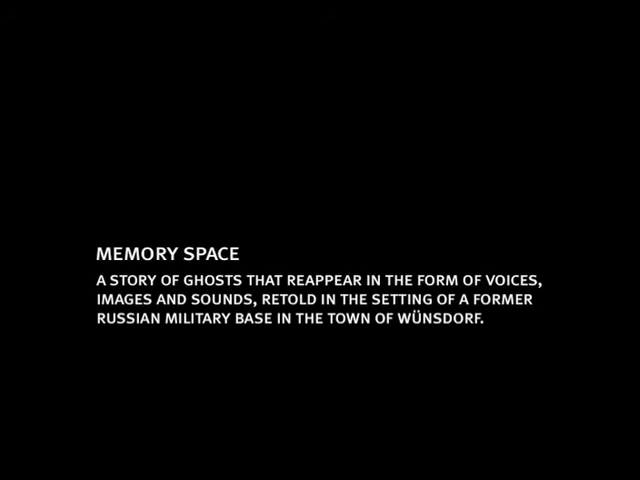 MEMORY SPACE
A STORY OF GHOSTS THAT REAPPEAR IN THE FORM OF VOICES,
IMAGES AND SOUNDS, RETOLD IN THE SETTING OF A FORMER
RUSSIAN MILITARY BASE IN THE TOWN OF WÜNSDORF.